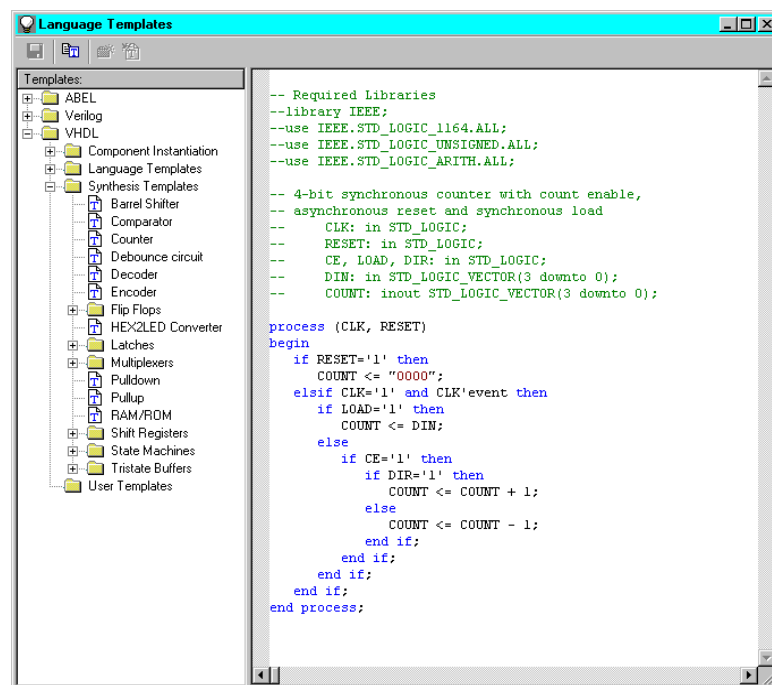 Language Templates
Templates:
ABEL
Verilog
VHDL
Component Instantiation
Language Templates
Synthesis Templates
Barrel Shifter
Comparator
Counter
Debounce circuit
Decoder
Encoder
Flip Flops
HEX2LED Converter
Latches
Multiplexers
Pulldown
Pullup
RAM/ROM
Shift Registers
State Machines
Tristate Buffers
User Templates
-- Required Libraries
--library IEEE;
--use IEEE.STD_LOGIC_1164.ALL;
--use IEEE.STD_LOGIC_UNSIGNED.ALL;
--use IEEE.STD_LOGIC_ARITH.ALL;
-- 4-bit synchronous counter with count enable,
-- asynchronous reset and synchronous load
--     CLK: in STD_LOGIC;
--     RESET: in STD_LOGIC;
--     CE, LOAD, DIR: in STD_LOGIC;
--     DIN: in STD_LOGIC_VECTOR(3 downto 0);
--     COUNT: inout STD_LOGIC_VECTOR(3 downto 0);
process (CLK, RESET)
begin
   if RESET='1' then
      COUNT <= "0000";
   elsif CLK='1' and CLK'event then
      if LOAD='1' then
         COUNT <= DIN;
      else
         if CE='1' then
            if DIR='1' then
               COUNT <= COUNT + 1;
            else
               COUNT <= COUNT - 1;
            end if;
         end if;
      end if;
   end if;
end process;